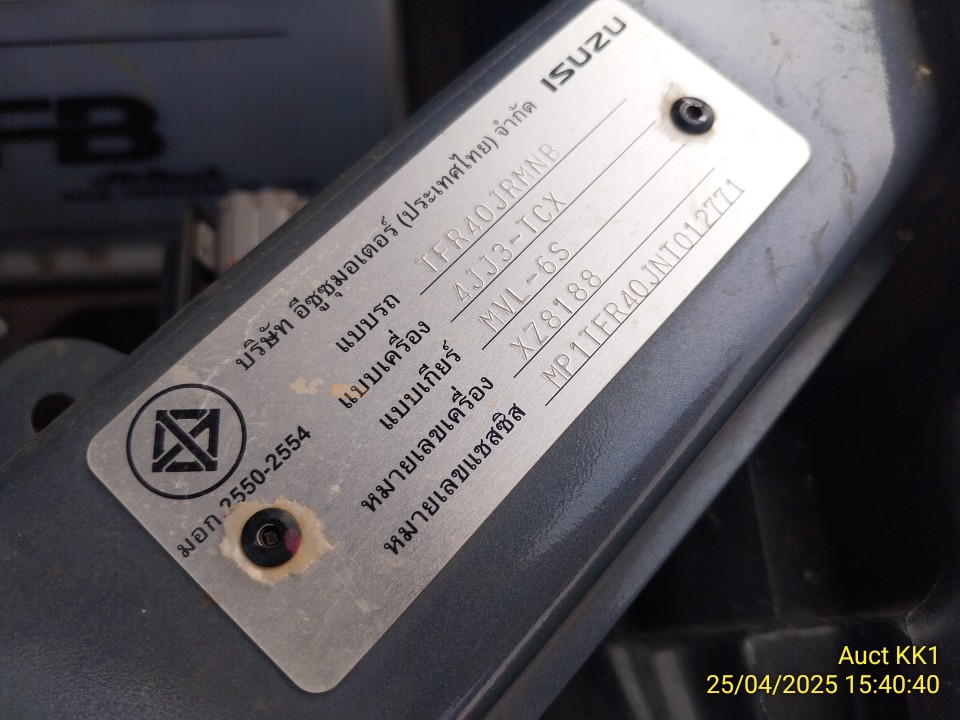 FB
ISUZU
บริษัท อีซูซุมอเตอร์ (ประเทศไทย) จำกัด
แบบรถ TFR40JRMNB
แบบเครื่อง 4JJ3-TCX
แบบเกียร์ MVL-6S
หมายเลขเครื่อง XZ8188
หมายเลขแชสซิส MP1TFR40JNT012771
มอก.2550-2554
Auct KK1
25/04/2025 15:40:40